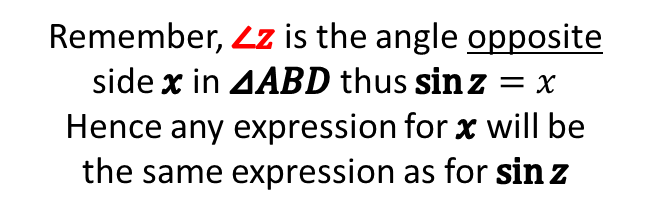 Remember, ∠z is the angle opposite
side x in ⊿ABD thus sin z = x
Hence any expression for x will be
the same expression as for sin z